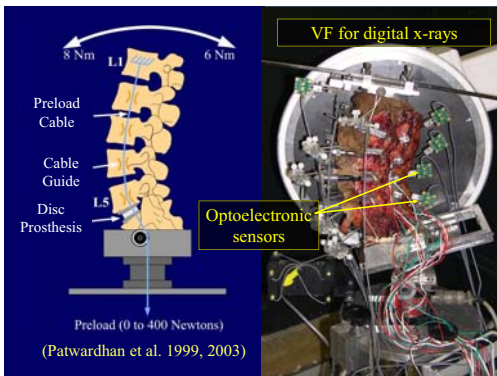 8 Nm
6 Nm
L1
Preload
Cable
Cable
Guide
L5
Disc
Prosthesis
Preload (0 to 400 Newtons)
(Patwardhan et al. 1999, 2003)
VF for digital x-rays
Optoelectronic
sensors